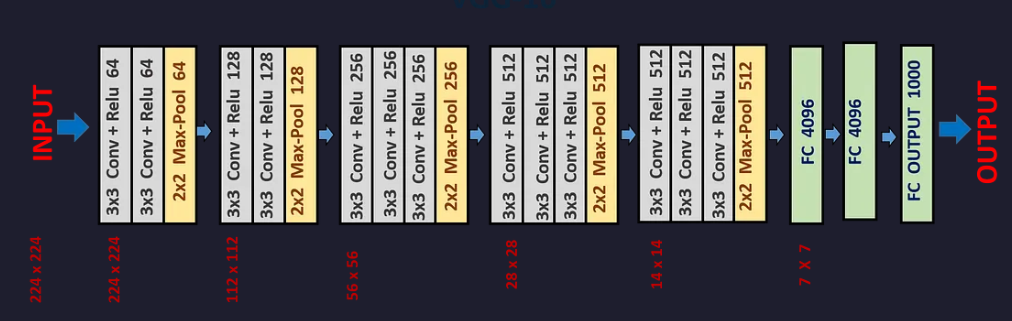 INPUT
3x3 Conv + Relu 64
3x3 Conv + Relu 64
2x2 Max-Pool 64
3x3 Conv + Relu 128
3x3 Conv + Relu 128
2x2 Max-Pool 128
3x3 Conv + Relu 256
3x3 Conv + Relu 256
3x3 Conv + Relu 256
2x2 Max-Pool 256
3x3 Conv + Relu 512
3x3 Conv + Relu 512
3x3 Conv + Relu 512
2x2 Max-Pool 512
3x3 Conv + Relu 512
3x3 Conv + Relu 512
3x3 Conv + Relu 512
2x2 Max-Pool 512
FC 4096
FC 4096
FC OUTPUT 1000
OUTPUT
224 x 224
224 x 224
112 x 112
56 x 56
28 x 28
14 x 14
7 X 7